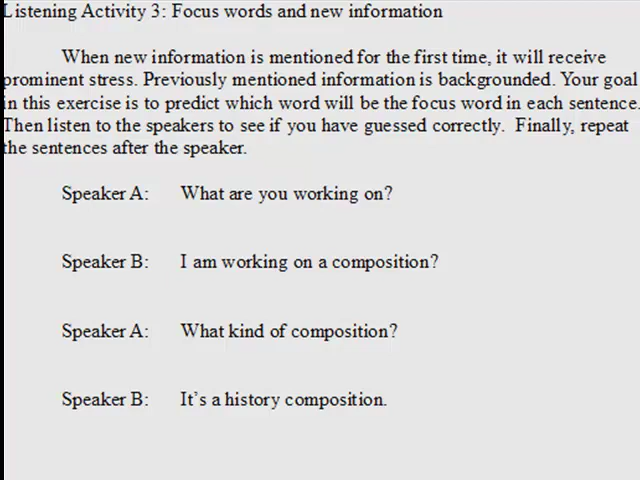 Listening Activity 3: Focus words and new information
When new information is mentioned for the first time, it will receive
prominent stress. Previously mentioned information is backgrounded. Your goal
in this exercise is to predict which word will be the focus word in each sentence.
Then listen to the speakers to see if you have guessed correctly. Finally, repeat
the sentences after the speaker.
Speaker A: What are you working on?
Speaker B: I am working on a composition?
Speaker A: What kind of composition?
Speaker B: It’s a history composition.